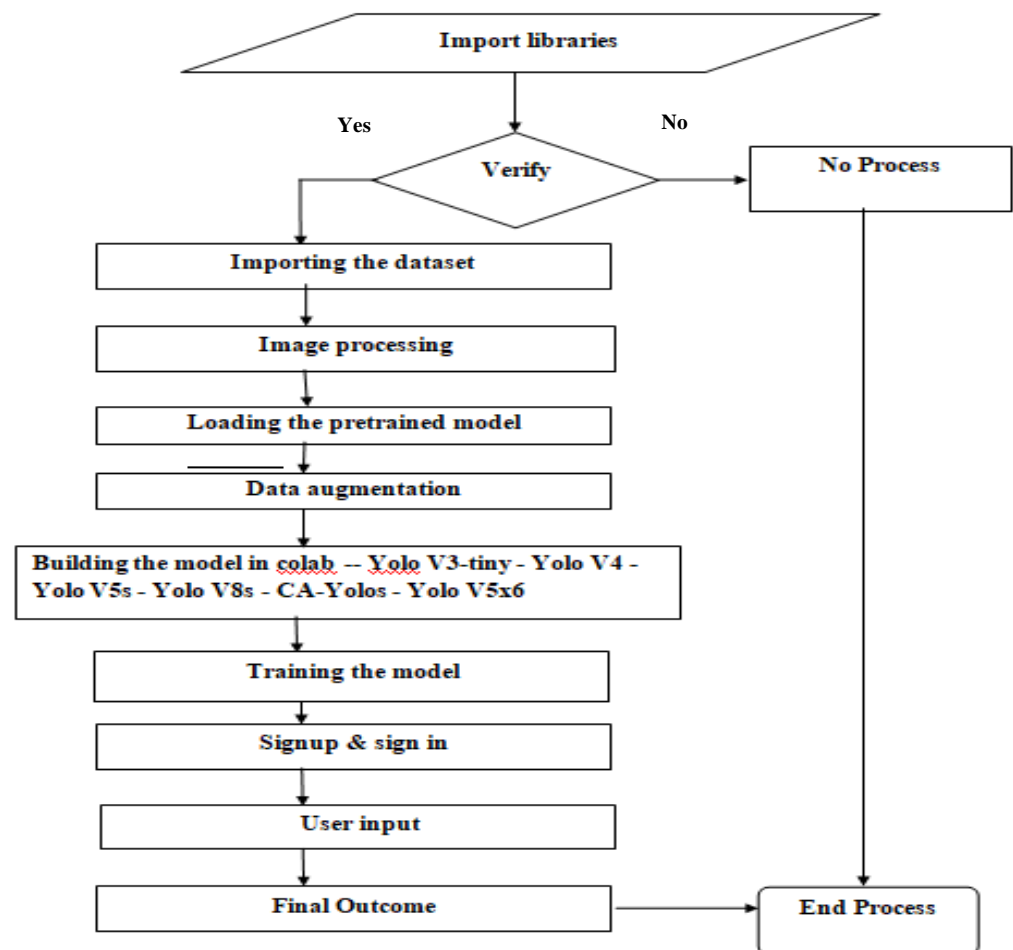 Import libraries
Yes
No
Verify
No Process
Importing the dataset
Image processing
Loading the pretrained model
Data augmentation
Building the model in colab -- Yolo V3-tiny - Yolo V4 -
Yolo V5s - Yolo V8s - CA-Yolos - Yolo V5x6
Training the model
Signup & sign in
User input
Final Outcome
End Process